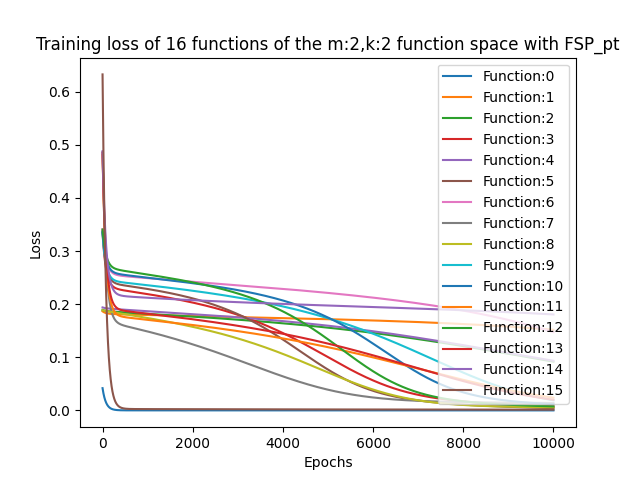 Training loss of 16 functions of the m:2,k:2 function space with FSP_pt
Loss
0.6
0.5
0.4
0.3
0.2
0.1
0.0
Function:0
Function:1
Function:2
Function:3
Function:4
Function:5
Function:6
Function:7
Function:8
Function:9
Function:10
Function:11
Function:12
Function:13
Function:14
Function:15
0
2000
4000
6000
8000
10000
Epochs